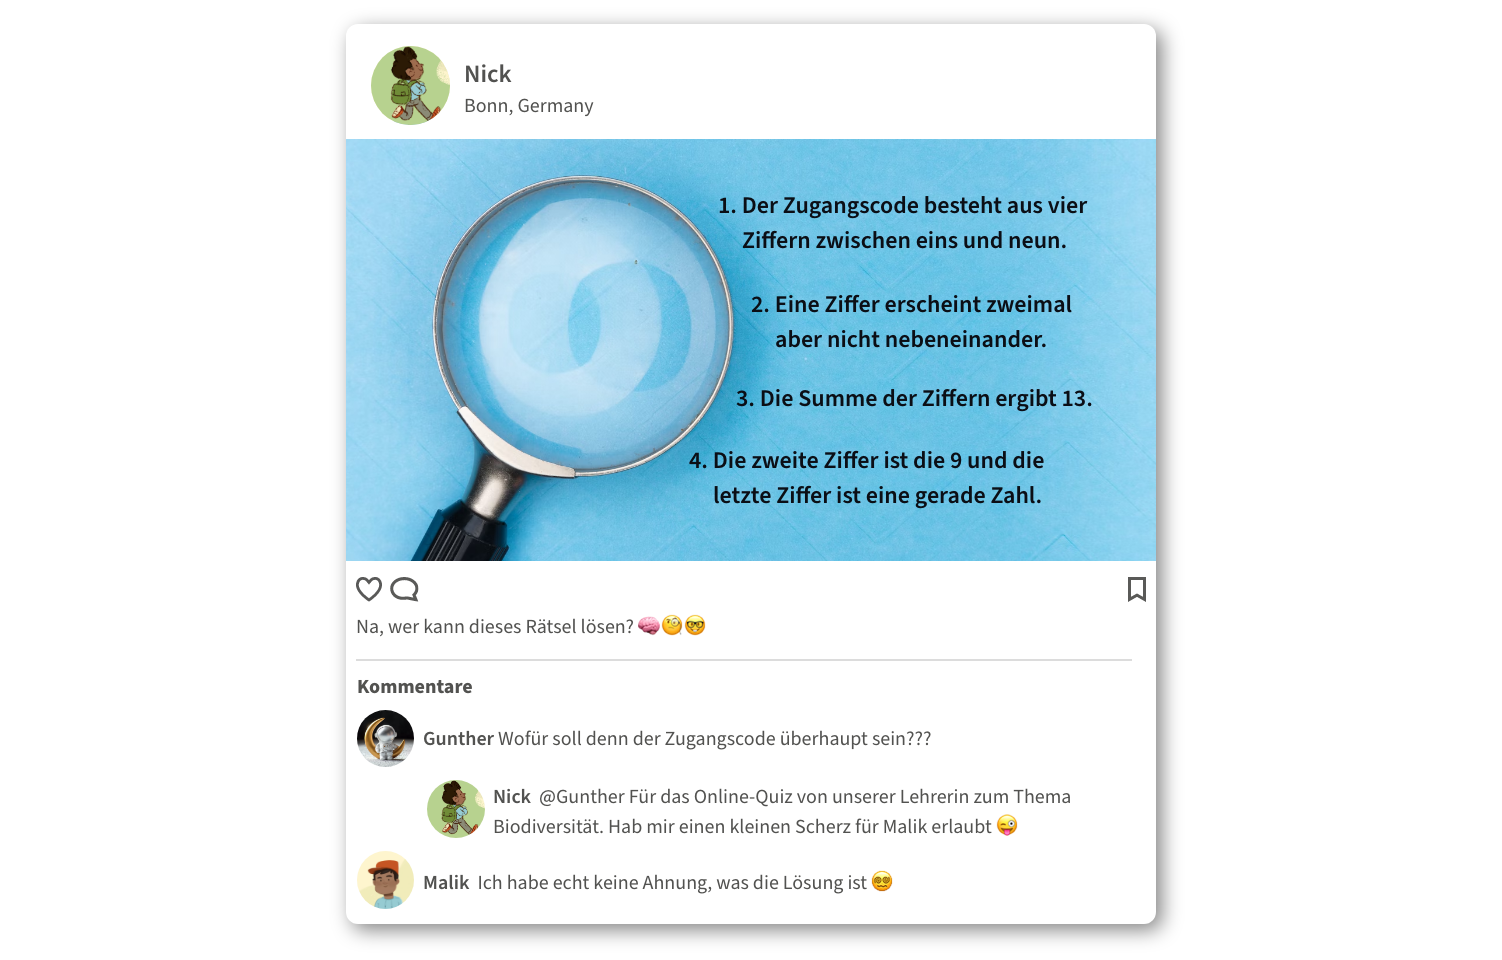 Nick
Bonn, Germany
1. Der Zugangscode besteht aus vier
Ziffern zwischen eins und neun.
2. Eine Ziffer erscheint zweimal
aber nicht nebeneinander.
3. Die Summe der Ziffern ergibt 13.
4. Die zweite Ziffer ist die 9 und die
letzte Ziffer ist eine gerade Zahl.
Na, wer kann dieses Rätsel lösen? 🧠🧐🤓
Kommentare
Gunther Wofür soll denn der Zugangscode überhaupt sein???
Nick @Gunther Für das Online-Quiz von unserer Lehrerin zum Thema
Biodiversität. Hab mir einen kleinen Scherz für Malik erlaubt 😜
Malik Ich habe echt keine Ahnung, was die Lösung ist 😵‍💫